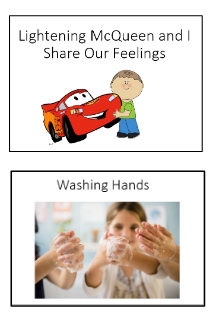 Lightening McQueen and I
Share Our Feelings
Washing Hands